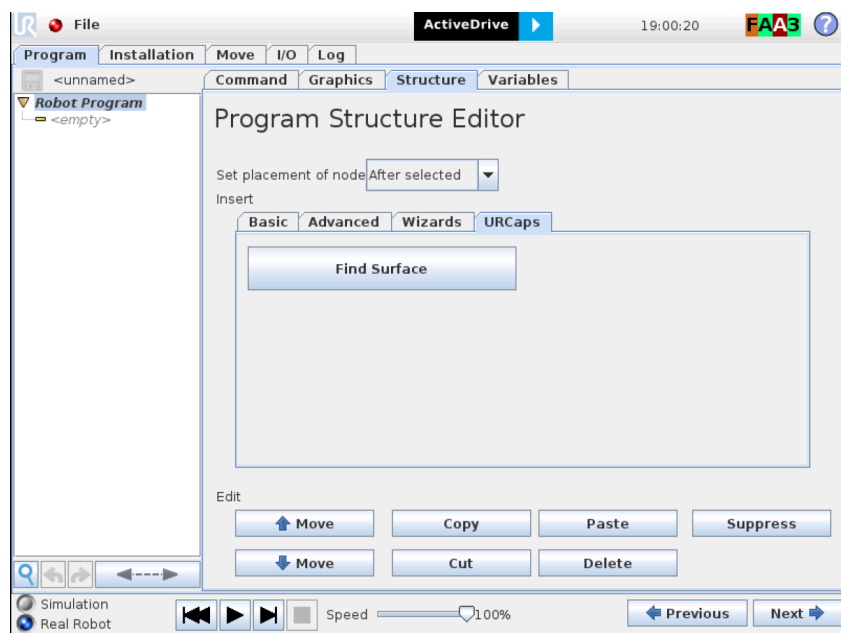 UR File ActiveDrive 19:00:20 FAA3 ?
Program Installation Move I/O Log
<unnamed> Command Graphics Structure Variables
Robot Program
<empty>
Program Structure Editor
Set placement of node After selected
Insert
Basic Advanced Wizards URCaps
Find Surface
Edit
Move Copy Paste Suppress
Move Cut Delete
Simulation
Real Robot
Speed 100% Previous Next